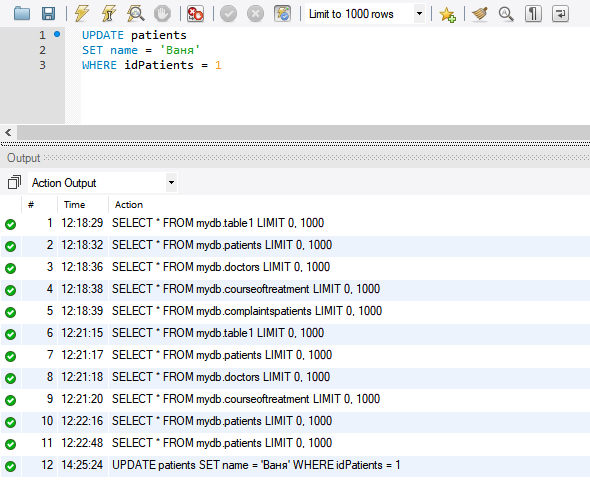 Limit to 1000 rows
1 UPDATE patients
2 SET name = 'Ваня'
3 WHERE idPatients = 1
Output
Action Output
# Time Action
1 12:18:29 SELECT * FROM mydb.table1 LIMIT 0, 1000
2 12:18:32 SELECT * FROM mydb.patients LIMIT 0, 1000
3 12:18:36 SELECT * FROM mydb.doctors LIMIT 0, 1000
4 12:18:38 SELECT * FROM mydb.courseoftreatment LIMIT 0, 1000
5 12:18:39 SELECT * FROM mydb.complaintspatients LIMIT 0, 1000
6 12:21:15 SELECT * FROM mydb.table1 LIMIT 0, 1000
7 12:21:17 SELECT * FROM mydb.patients LIMIT 0, 1000
8 12:21:18 SELECT * FROM mydb.doctors LIMIT 0, 1000
9 12:21:20 SELECT * FROM mydb.courseoftreatment LIMIT 0, 1000
10 12:22:16 SELECT * FROM mydb.patients LIMIT 0, 1000
11 12:22:48 SELECT * FROM mydb.patients LIMIT 0, 1000
12 14:25:24 UPDATE patients SET name = 'Ваня' WHERE idPatients = 1